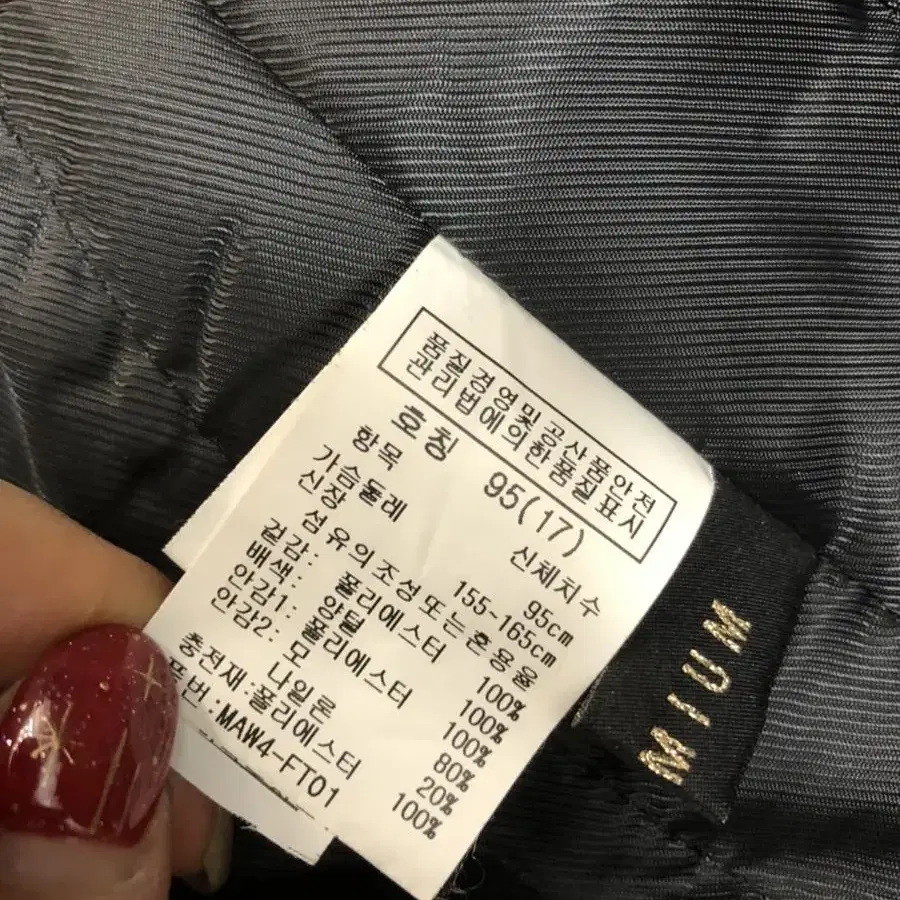 품질경영및공산품안전
관리법에의한품질표시
호칭 95(17)
항목 신체치수
가슴둘레 95cm
신장 155~165cm
섬유의조성또는혼용율
겉감: 폴리에스터 100%
배색: 양털 100%
안감1: 폴리에스터 100%
안감2: 모 80%
나일론 20%
충전재:폴리에스터 100%
품번:MAW4-FT01
MIUM